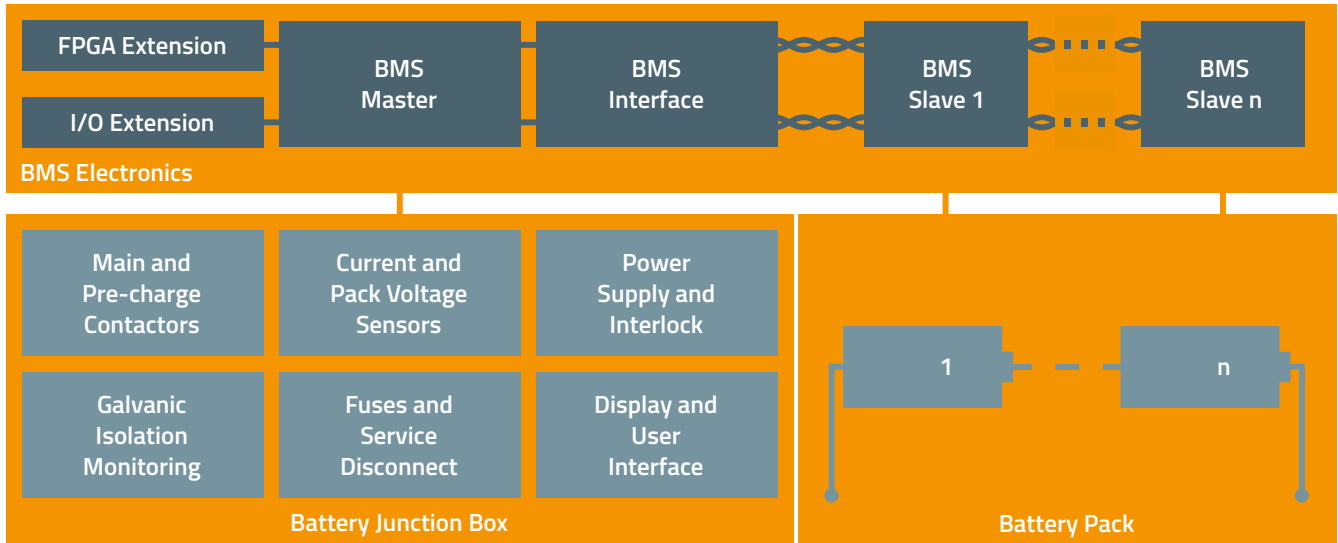 FPGA Extension
I/O Extension
BMS
Master
BMS
Interface
BMS
Slave 1
BMS
Slave n
BMS Electronics
Main and
Pre-charge
Contactors
Current and
Pack Voltage
Sensors
Power
Supply and
Interlock
Galvanic
Isolation
Monitoring
Fuses and
Service
Disconnect
Display and
User
Interface
Battery Junction Box
1
n
Battery Pack